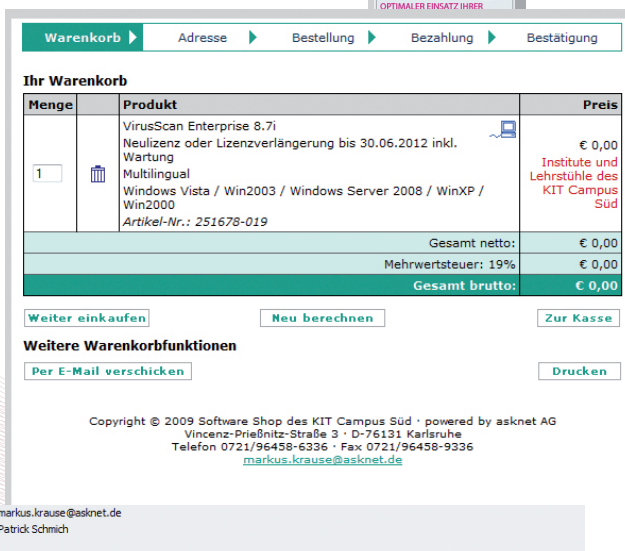 OPTIMALER EINSATZ IHRER
Warenkorb Adresse Bestellung Bezahlung Bestätigung
Ihr Warenkorb
Menge Produkt Preis
VirusScan Enterprise 8.7i
Neulizenz oder Lizenzverlängerung bis 30.06.2012 inkl.
Wartung
Multilingual
Windows Vista / Win2003 / Windows Server 2008 / WinXP /
Win2000
Artikel-Nr.: 251678-019
1
€ 0,00
Institute und
Lehrstühle des
KIT Campus
Süd
Gesamt netto: € 0,00
Mehrwertsteuer: 19% € 0,00
Gesamt brutto: € 0,00
Weiter einkaufen Neu berechnen Zur Kasse
Weitere Warenkorbfunktionen
Per E-Mail verschicken Drucken
Copyright © 2009 Software Shop des KIT Campus Süd · powered by asknet AG
Vincenz-Prießnitz-Straße 3 · D-76131 Karlsruhe
Telefon 0721/96458-6336 · Fax 0721/96458-9336
markus.krause@asknet.de
markus.krause@asknet.de
Patrick Schmich